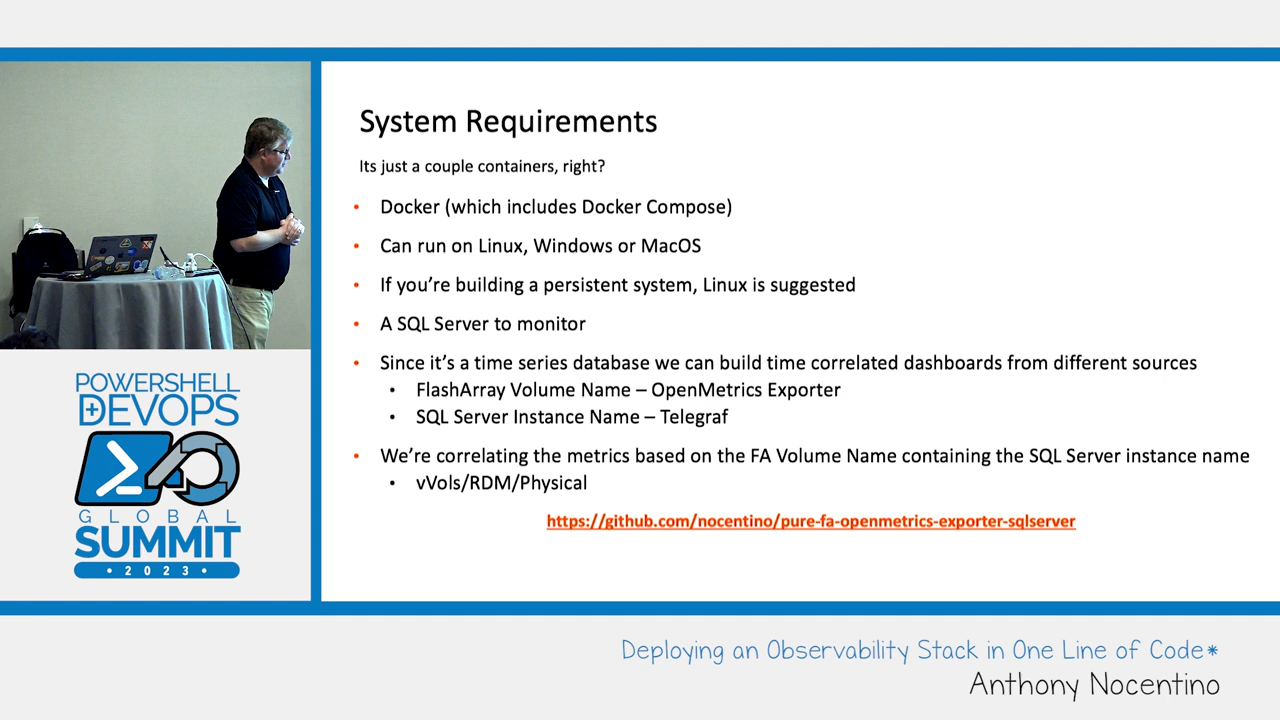 System Requirements
Its just a couple containers, right?
• Docker (which includes Docker Compose)
• Can run on Linux, Windows or MacOS
• If you're building a persistent system, Linux is suggested
• A SQL Server to monitor
• Since it's a time series database we can build time correlated dashboards from different sources
• FlashArray Volume Name – OpenMetrics Exporter
• SQL Server Instance Name – Telegraf
• We're correlating the metrics based on the FA Volume Name containing the SQL Server instance name
• vVols/RDM/Physical
https://github.com/nocentino/pure-fa-openmetrics-exporter-sqlserver
POWERSHELL
+DEVOPS
GLOBAL
SUMMIT
• 2023 •
Deploying an Observability Stack in One Line of Code*
Anthony Nocentino